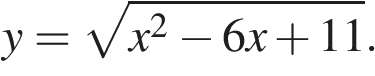 y = √(x² − 6x + 11).